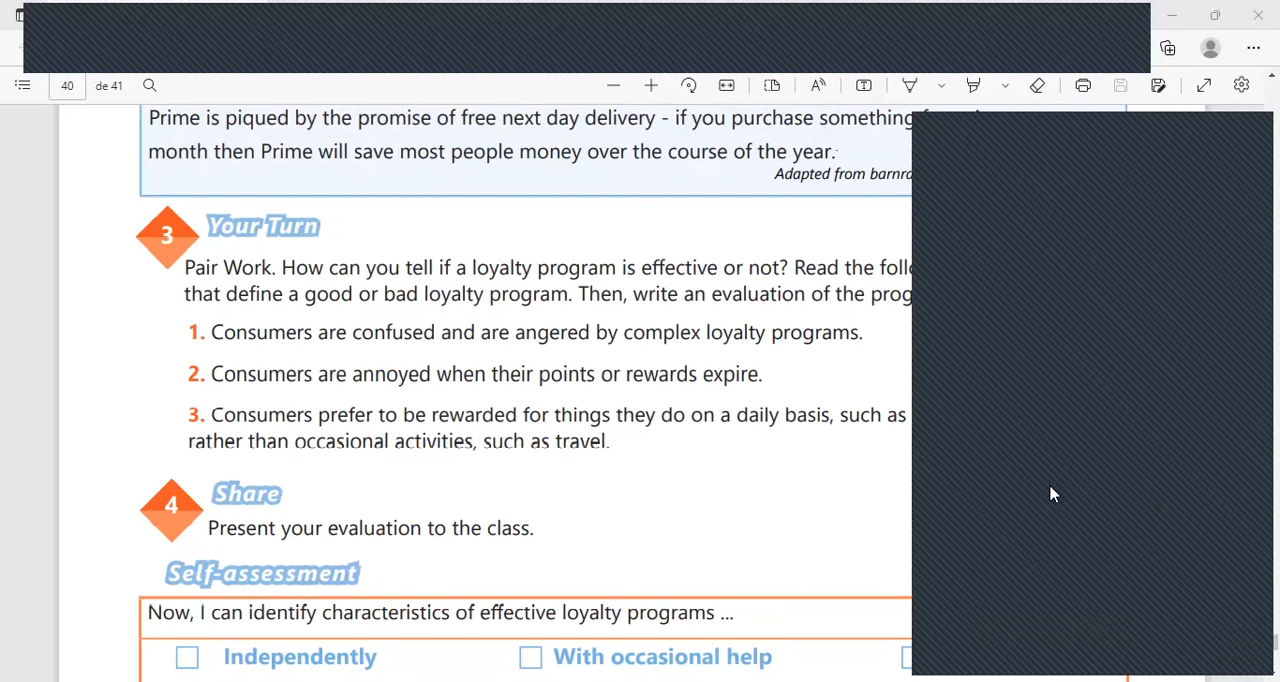 40 de 41
Prime is piqued by the promise of free next day delivery - if you purchase something
month then Prime will save most people money over the course of the year.
Adapted from
3 Your Turn
Pair Work. How can you tell if a loyalty program is effective or not? Read the
that define a good or bad loyalty program. Then, write an evaluation of the
1. Consumers are confused and are angered by complex loyalty programs.
2. Consumers are annoyed when their points or rewards expire.
3. Consumers prefer to be rewarded for things they do on a daily basis, such as
rather than occasional activities, such as travel.
4 Share
Present your evaluation to the class.
Self-assessment
Now, I can identify characteristics of effective loyalty programs ...
Independently With occasional help